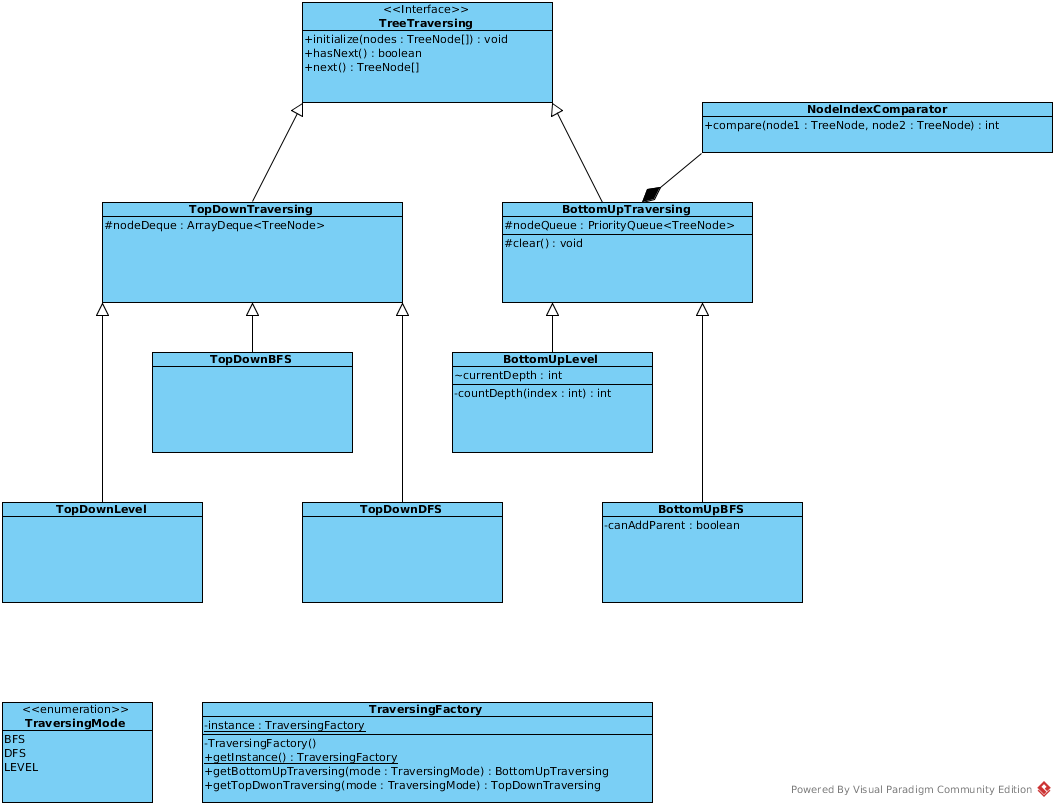 <<Interface>>
TreeTraversing
+initialize(nodes : TreeNode[]) : void
+hasNext() : boolean
+next() : TreeNode[]
NodeIndexComparator
+compare(node1 : TreeNode, node2 : TreeNode) : int
TopDownTraversing
#nodeDeque : ArrayDeque<TreeNode>
BottomUpTraversing
#nodeQueue : PriorityQueue<TreeNode>
#clear() : void
TopDownBFS
BottomUpLevel
~currentDepth : int
-countDepth(index : int) : int
TopDownLevel
TopDownDFS
BottomUpBFS
-canAddParent : boolean
<<enumeration>>
TraversingMode
BFS
DFS
LEVEL
TraversingFactory
-instance : TraversingFactory
-TraversingFactory()
+getInstance() : TraversingFactory
+getBottomUpTraversing(mode : TraversingMode) : BottomUpTraversing
+getTopDwonTraversing(mode : TraversingMode) : TopDownTraversing
Powered By Visual Paradigm Community Edition